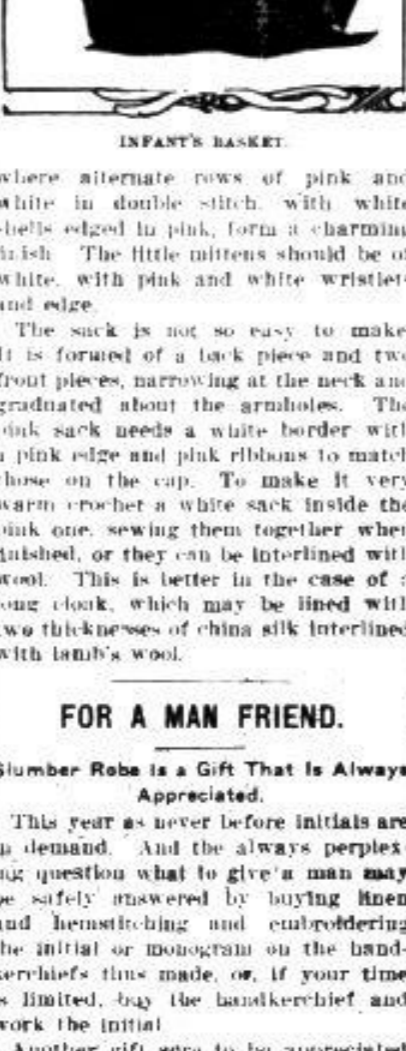 INFANT'S BASKET.
where alternate rows of pink and
white in double stitch, with white
shells edged in pink, form a charming
finish. The little mittens should be of
white, with pink and white wristlets
and edge.
The sack is not so easy to make.
It is formed of a back piece and two
front pieces, narrowing at the neck and
graduated about the armholes. The
pink sack needs a white border with
a pink edge and pink ribbons to match
those on the cap. To make it very
warm crochet a white sack inside the
pink one, sewing them together when
finished, or they can be interlined with
wool. This is better in the case of a
long cloak, which may be lined with
two thicknesses of china silk interlined
with lamb's wool.
FOR A MAN FRIEND.
Slumber Robe Is a Gift That Is Always
Appreciated.
This year as never before initials are
in demand. And the always perplex-
ing question what to give a man may
be safely answered by buying linen
and hemstitching and embroidering
the initial or monogram on the hand-
kerchiefs thus made, or, if your time
is limited, buy the handkerchief and
work the initial.
Another gift sure to be appreciated